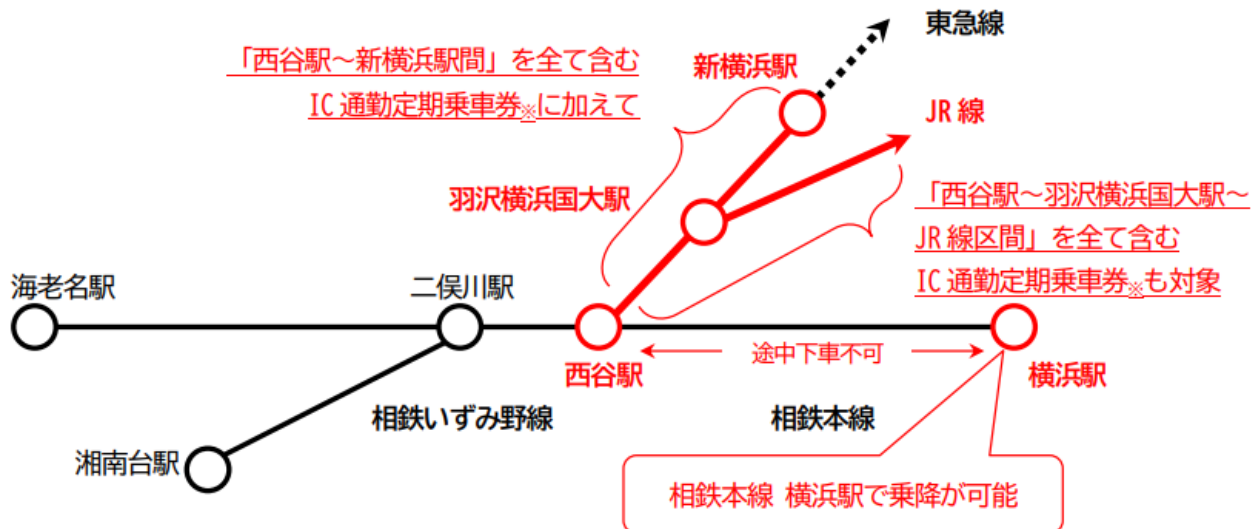 東急線
「西谷駅～新横浜駅間」を全て含む
IC 通勤定期乗車券※に加えて
新横浜駅
JR 線
羽沢横浜国大駅
「西谷駅～羽沢横浜国大駅～
JR 線区間」を全て含む
IC 通勤定期乗車券※も対象
海老名駅
二俣川駅
西谷駅
途中下車不可
横浜駅
相鉄いずみ野線
相鉄本線
湘南台駅
相鉄本線 横浜駅で乗降が可能